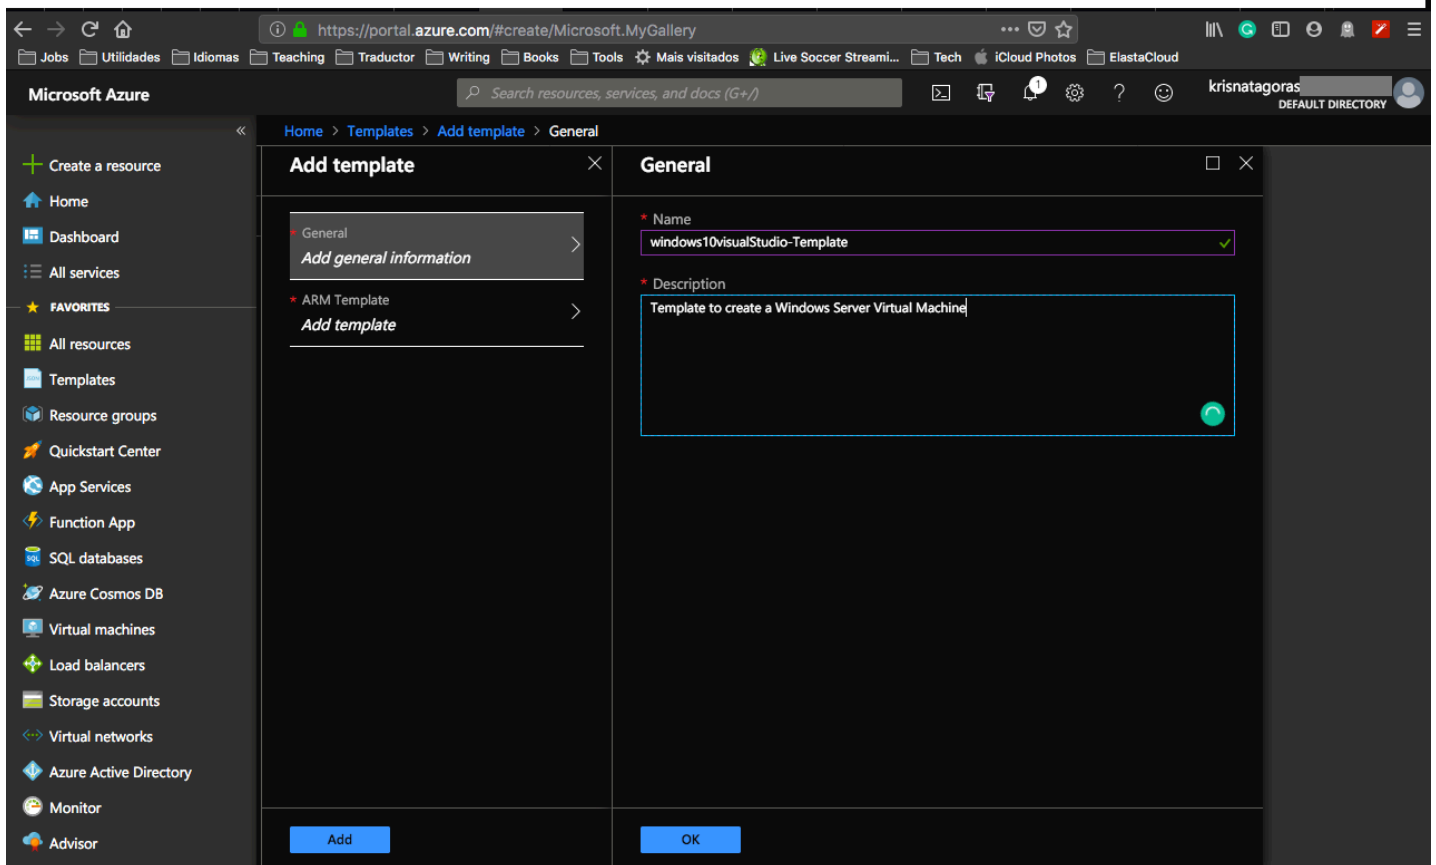 https://portal.azure.com/#create/Microsoft.MyGallery
Jobs Utilidades Idiomas Teaching Traductor Writing Books Tools Mais visitados Live Soccer Streami... Tech iCloud Photos ElastaCloud
Microsoft Azure
Search resources, services, and docs (G+/)
1
krisnatagoras
DEFAULT DIRECTORY
Home > Templates > Add template > General
Create a resource
Home
Dashboard
All services
FAVORITES
All resources
Templates
Resource groups
Quickstart Center
App Services
Function App
SQL databases
Azure Cosmos DB
Virtual machines
Load balancers
Storage accounts
Virtual networks
Azure Active Directory
Monitor
Advisor
Add template
* General
Add general information
* ARM Template
Add template
Add
General
* Name
windows10visualStudio-Template
* Description
Template to create a Windows Server Virtual Machine
OK